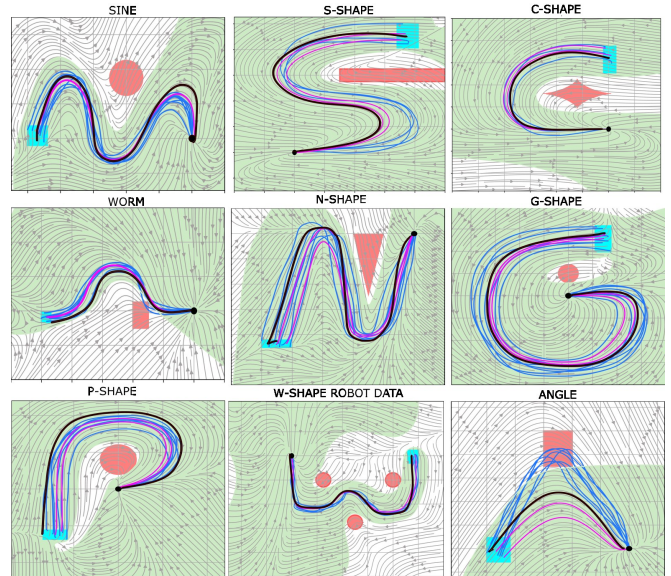 SINE
S-SHAPE
C-SHAPE
WORM
N-SHAPE
G-SHAPE
P-SHAPE
W-SHAPE ROBOT DATA
ANGLE